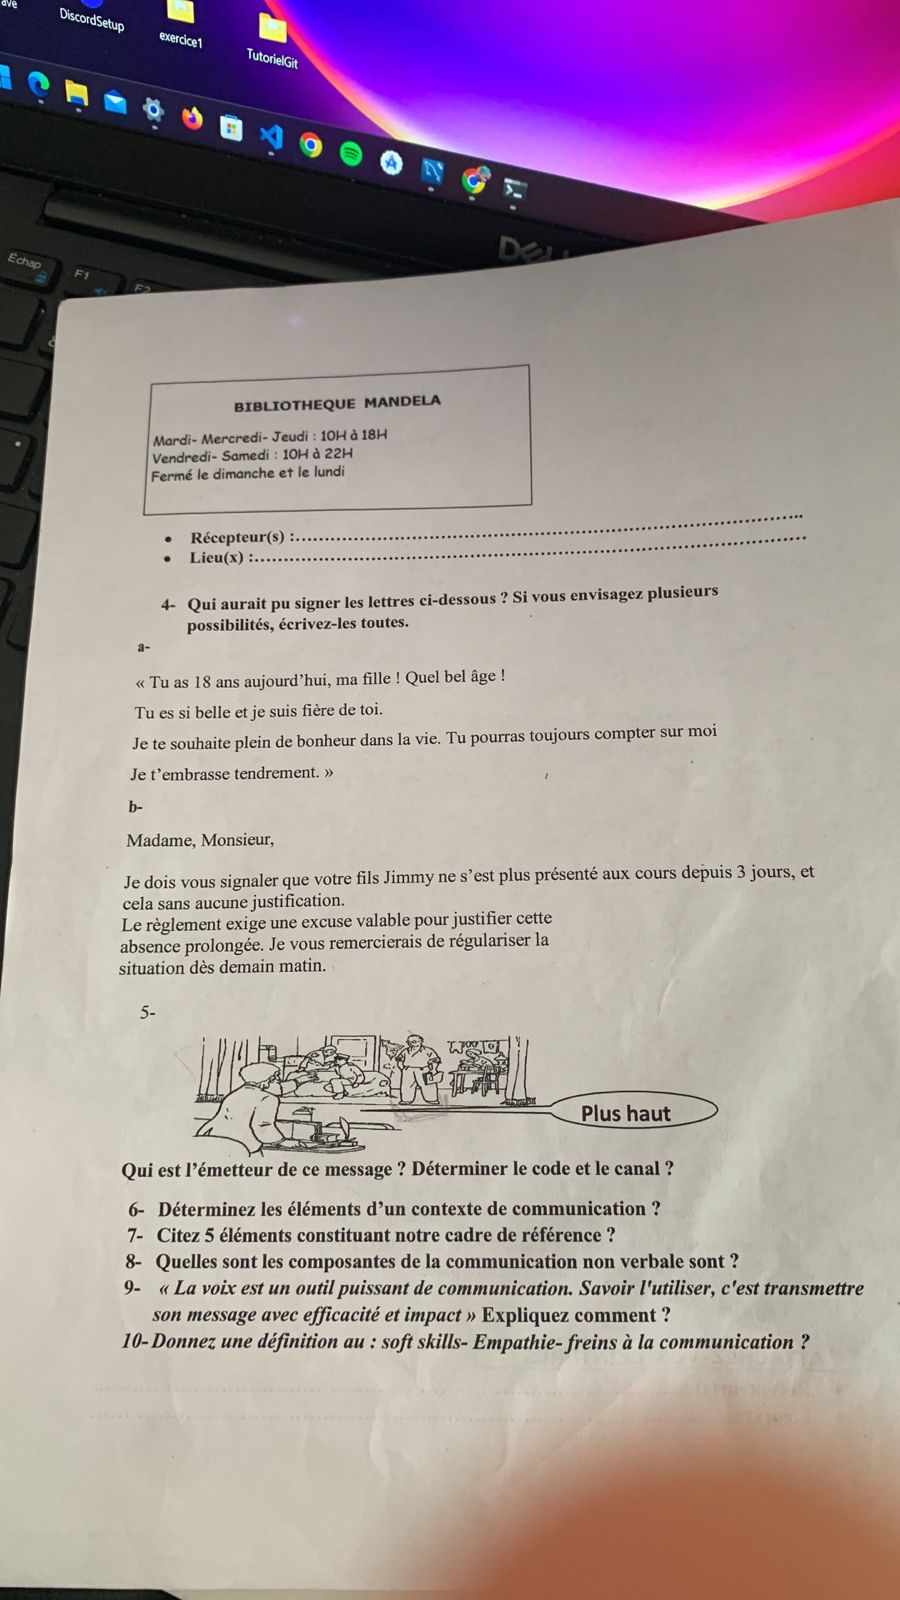 DiscordSetup
exercice1
TutorielGit
Échap
F1
F2
DELL
BIBLIOTHEQUE MANDELA
Mardi- Mercredi- Jeudi : 10H à 18H
Vendredi- Samedi : 10H à 22H
Fermé le dimanche et le lundi
• Récepteur(s) :......................................................................................................
• Lieu(x) :..............................................................................................................
4- Qui aurait pu signer les lettres ci-dessous ? Si vous envisagez plusieurs
possibilités, écrivez-les toutes.
a-
« Tu as 18 ans aujourd’hui, ma fille ! Quel bel âge !
Tu es si belle et je suis fière de toi.
Je te souhaite plein de bonheur dans la vie. Tu pourras toujours compter sur moi
Je t’embrasse tendrement. »
b-
Madame, Monsieur,
Je dois vous signaler que votre fils Jimmy ne s’est plus présenté aux cours depuis 3 jours, et
cela sans aucune justification.
Le règlement exige une excuse valable pour justifier cette
absence prolongée. Je vous remercierais de régulariser la
situation dès demain matin.
5-
Plus haut
Qui est l’émetteur de ce message ? Déterminer le code et le canal ?
6- Déterminez les éléments d’un contexte de communication ?
7- Citez 5 éléments constituant notre cadre de référence ?
8- Quelles sont les composantes de la communication non verbale sont ?
9- « La voix est un outil puissant de communication. Savoir l'utiliser, c'est transmettre
son message avec efficacité et impact » Expliquez comment ?
10- Donnez une définition au : soft skills- Empathie- freins à la communication ?